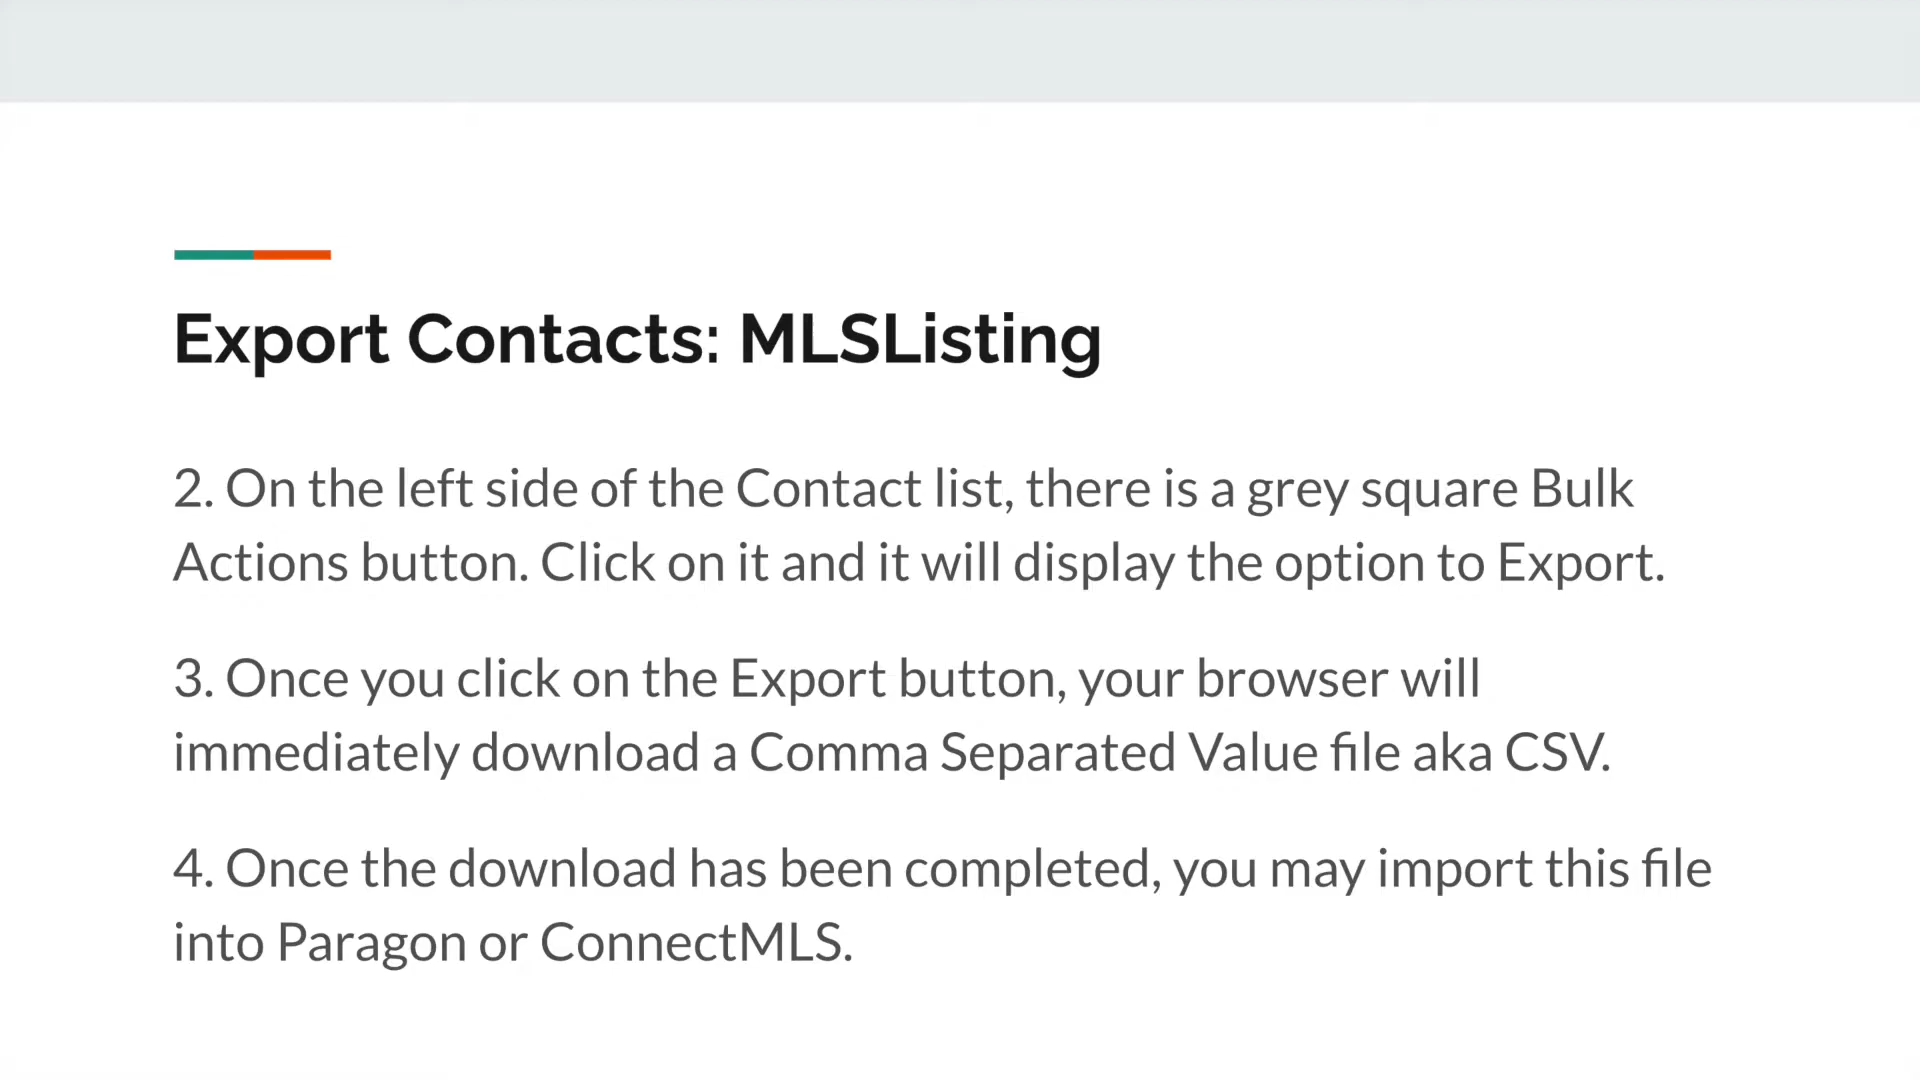 Export Contacts: MLSListing
2. On the left side of the Contact list, there is a grey square Bulk
Actions button. Click on it and it will display the option to Export.
3. Once you click on the Export button, your browser will
immediately download a Comma Separated Value file aka CSV.
4. Once the download has been completed, you may import this file
into Paragon or ConnectMLS.